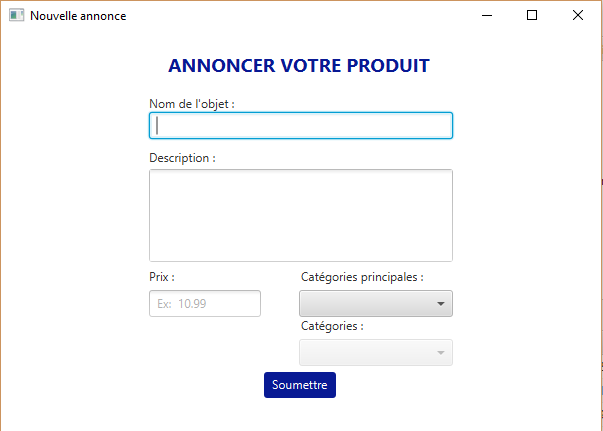 Nouvelle annonce
ANNONCER VOTRE PRODUIT
Nom de l'objet :
Description :
Prix :
Catégories principales :
Ex: 10.99
Catégories :
Soumettre